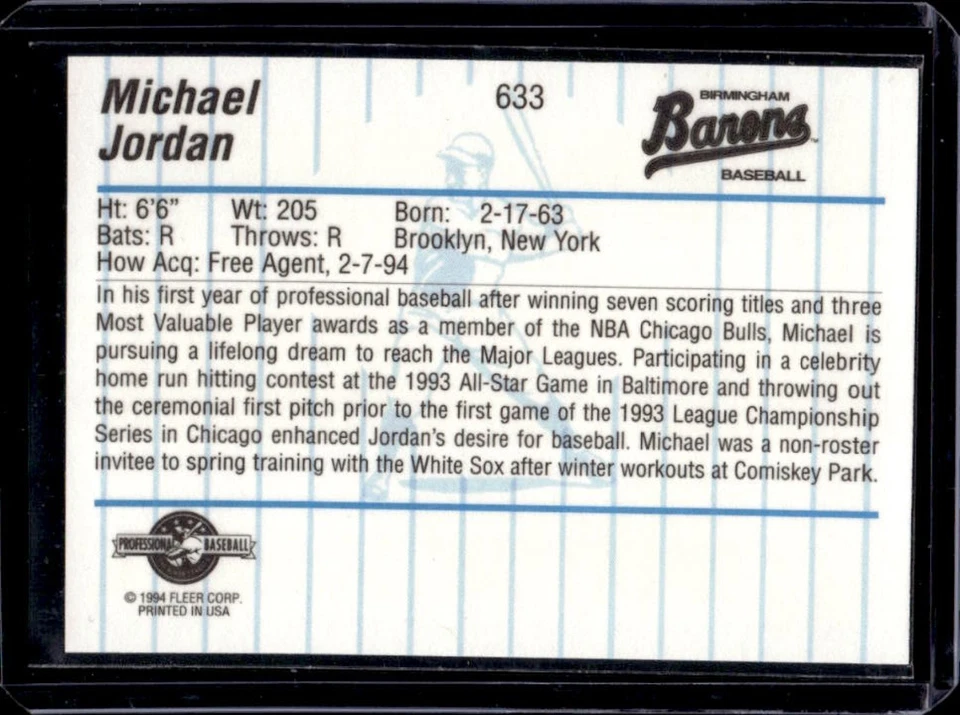 Michael
Jordan
633
BIRMINGHAM
Barons
BASEBALL
Ht: 6'6" Wt: 205 Born: 2-17-63
Bats: R Throws: R Brooklyn, New York
How Acq: Free Agent, 2-7-94
In his first year of professional baseball after winning seven scoring titles and three
Most Valuable Player awards as a member of the NBA Chicago Bulls, Michael is
pursuing a lifelong dream to reach the Major Leagues. Participating in a celebrity
home run hitting contest at the 1993 All-Star Game in Baltimore and throwing out
the ceremonial first pitch prior to the first game of the 1993 League Championship
Series in Chicago enhanced Jordan's desire for baseball. Michael was a non-roster
invitee to spring training with the White Sox after winter workouts at Comiskey Park.
PROFESSIONAL BASEBALL
© 1994 FLEER CORP.
PRINTED IN USA